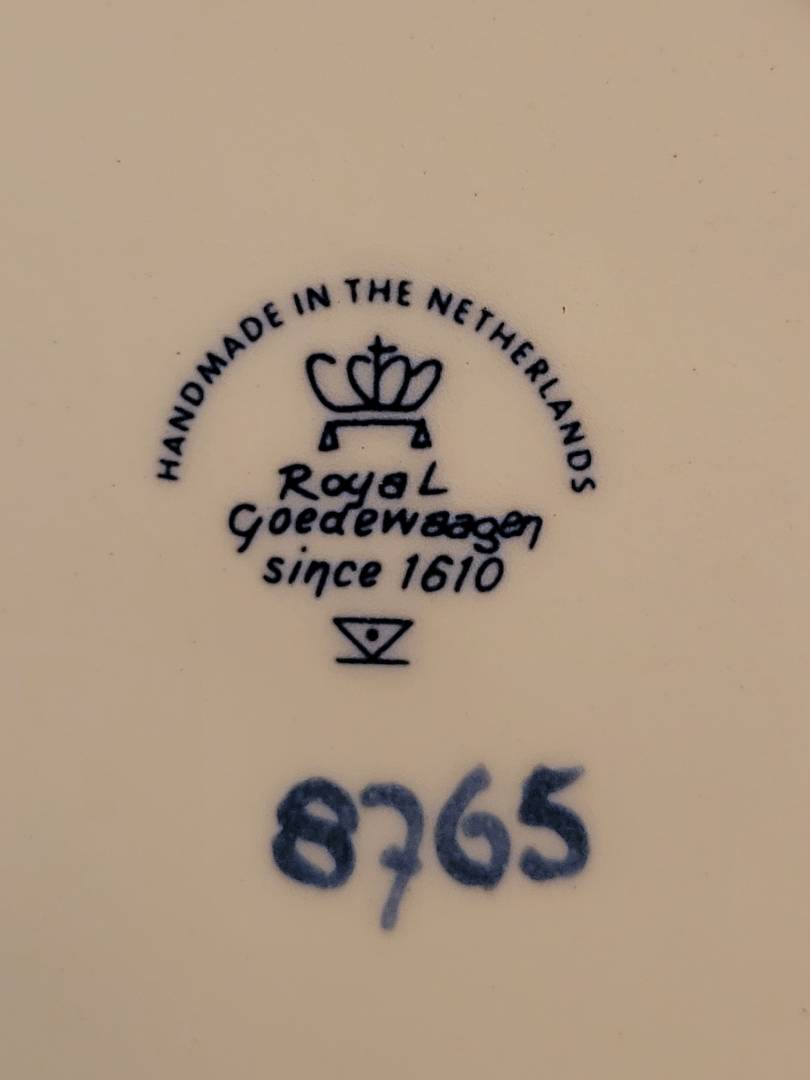 HANDMADE IN THE NETHERLANDS
Royal
Goedewaagen
since 1610
8765